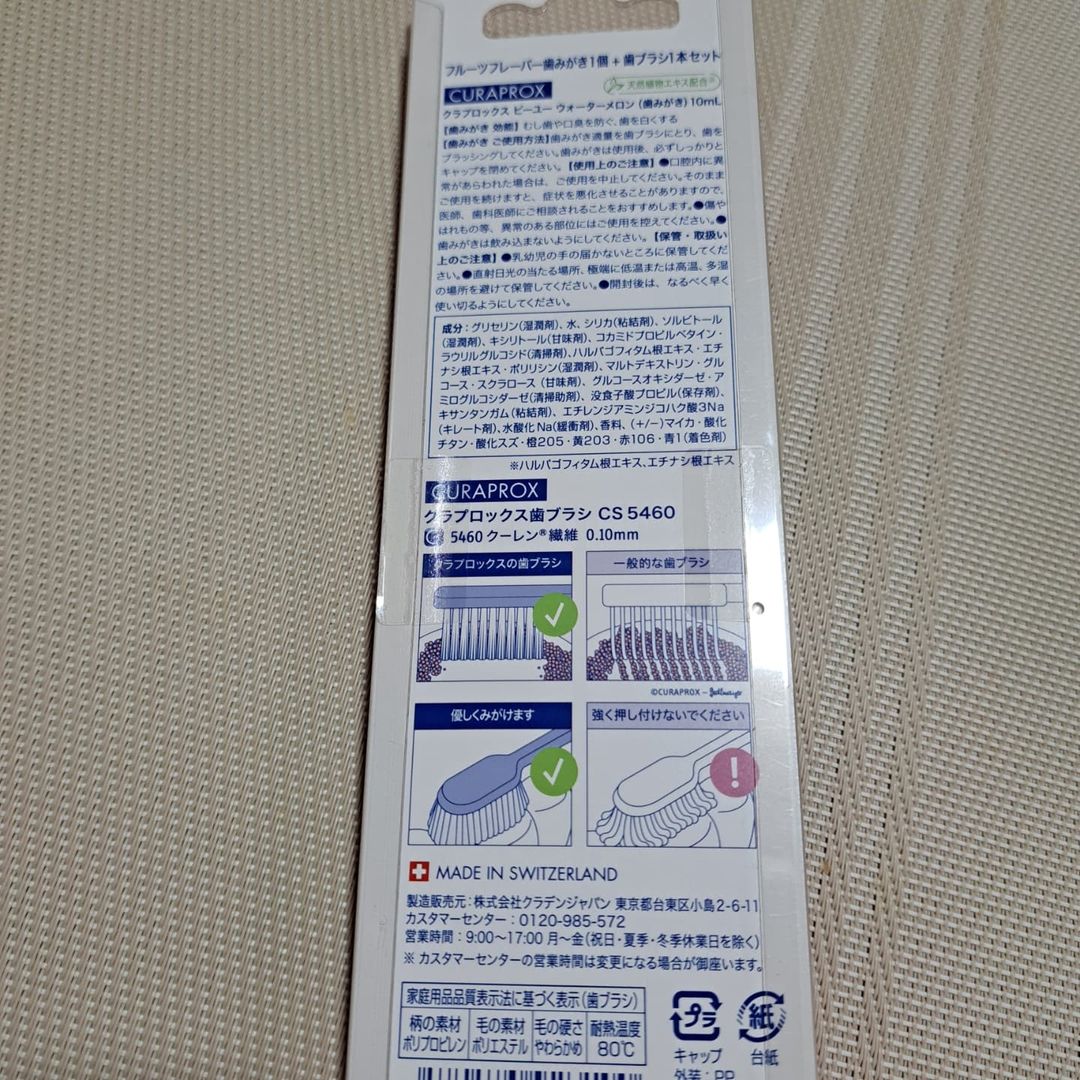 フルーツフレーバー歯みがき1個 + 歯ブラシ1本セット
CURAPROX
天然植物エキス配合※
クラプロックス ビーユー ウォーターメロン (歯みがき) 10mL
【歯みがき 効能】むし歯や口臭を防ぐ、歯を白くする
【歯みがき ご使用方法】歯みがき適量を歯ブラシにとり、歯を
ブラッシングしてください。歯みがきは使用後、必ずしっかりと
キャップを閉めてください。【使用上のご注意】●口腔内に異
常があらわれた場合は、ご使用を中止してください。そのまま
ご使用を続けますと、症状を悪化させることがありますので、
医師、歯科医師にご相談されることをおすすめします。●傷や
はれもの等、異常のある部位にはご使用を控えてください。●
歯みがきは飲み込まないようにしてください。【保管・取扱い
上のご注意】●乳幼児の手の届かないところに保管してくだ
さい。●直射日光の当たる場所、極端に低温または高温、多湿
の場所を避けて保管してください。●開封後は、なるべく早く
使い切るようにしてください。
成分：グリセリン(湿潤剤)、水、シリカ(粘結剤)、ソルビトール
(湿潤剤)、キシリトール(甘味剤)、コカミドプロピルベタイン・
ラウリルグルコシド(清掃剤)、ハルパゴフィタム根エキス・エチ
ナシ根エキス・ポリリシン(湿潤剤)、マルトデキストリン・グル
コース・スクラロース (甘味剤)、グルコースオキシダーゼ・ア
ミログルコシダーゼ(清掃助剤)、没食子酸プロピル(保存剤)、
キサンタンガム(粘結剤)、エチレンジアミンジコハク酸3Na
(キレート剤)、水酸化Na(緩衝剤)、香料、(+/-)マイカ・酸化
チタン・酸化スズ・橙205・黄203・赤106・青1(着色剤)
※ハルパゴフィタム根エキス、エチナシ根エキス
CURAPROX
クラプロックス歯ブラシ CS 5460
5460 クーレン®繊維 0.10mm
クラプロックスの歯ブラシ
一般的な歯ブラシ
©CURAPROX –
優しくみがけます
強く押し付けないでください
MADE IN SWITZERLAND
製造販売元：株式会社クラデンジャパン 東京都台東区小島2-6-11
カスタマーセンター：0120-985-572
営業時間：9:00〜17:00 月〜金(祝日・夏季・冬季休業日を除く)
※ カスタマーセンターの営業時間は変更になる場合が御座います。
家庭用品品質表示法に基づく表示(歯ブラシ)
柄の素材 毛の素材 毛の硬さ 耐熱温度
ポリプロピレン ポリエステル やわらかめ 80℃
プラ
紙
キャップ
台紙
外装：PP